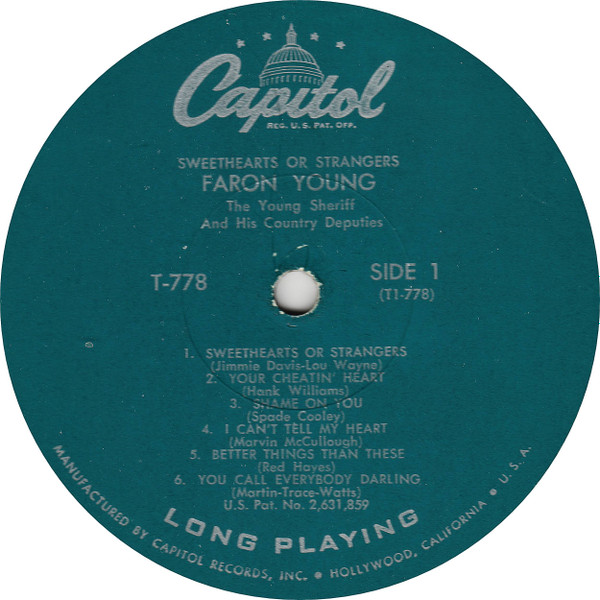 Capitol
REG. U.S. PAT. OFF.
SWEETHEARTS OR STRANGERS
FARON YOUNG
The Young Sheriff
And His Country Deputies
T-778
SIDE 1
(T1-778)
1. SWEETHEARTS OR STRANGERS
(Jimmie Davis-Lou Wayne)
2. YOUR CHEATIN' HEART
(Hank Williams)
3. SHAME ON YOU
(Spade Cooley)
4. I CAN'T TELL MY HEART
(Marvin McCullough)
5. BETTER THINGS THAN THESE
(Red Hayes)
6. YOU CALL EVERYBODY DARLING
(Martin-Trace-Watts)
U.S. Pat. No. 2,631,859
LONG PLAYING
MANUFACTURED BY CAPITOL RECORDS, INC. • HOLLYWOOD, CALIFORNIA • U.S.A.